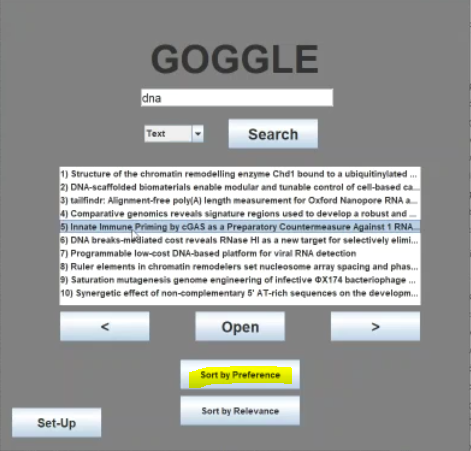 GOGGLE
dna
Text
Search
1) Structure of the chromatin remodelling enzyme Chd1 bound to a ubiquitinylated ...
2) DNA-scaffolded biomaterials enable modular and tunable control of cell-based ca...
3) tailfindr: Alignment-free poly(A) length measurement for Oxford Nanopore RNA a...
4) Comparative genomics reveals signature regions used to develop a robust and ...
5) Innate Immune Priming by cGAS as a Preparatory Countermeasure Against 1 RNA...
6) DNA breaks-mediated cost reveals RNase HI as a new target for selectively elimi...
7) Programmable low-cost DNA-based platform for viral RNA detection
8) Ruler elements in chromatin remodelers set nucleosome array spacing and phas...
9) Saturation mutagenesis genome engineering of infective ΦX174 bacteriophage ...
10) Synergetic effect of non-complementary 5' AT-rich sequences on the developm...
<
Open
>
Sort by Preference
Sort by Relevance
Set-Up